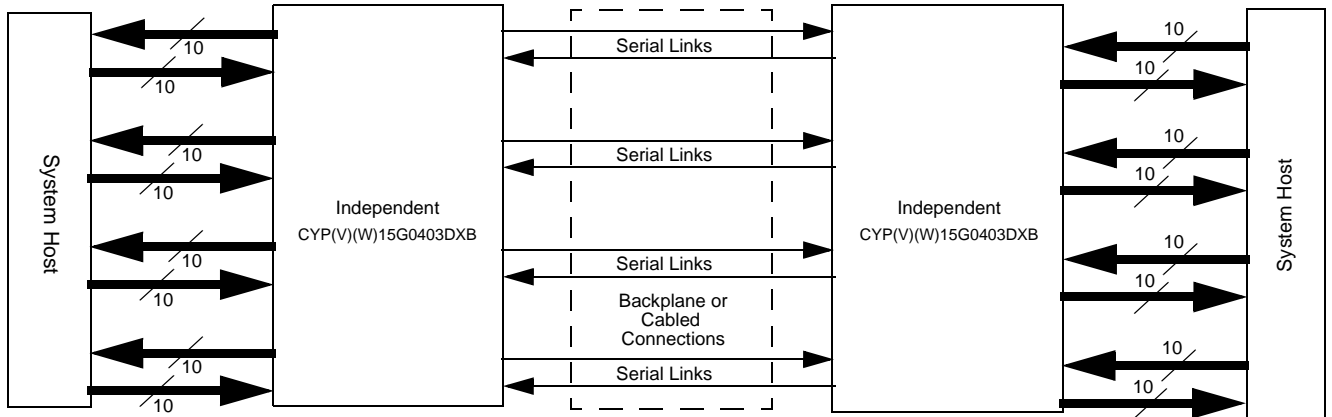 System Host
10
10
10
10
10
10
10
10
Independent
CYP(V)(W)15G0403DXB
Serial Links
Serial Links
Serial Links
Backplane or
Cabled
Connections
Serial Links
Independent
CYP(V)(W)15G0403DXB
10
10
10
10
10
10
10
10
System Host